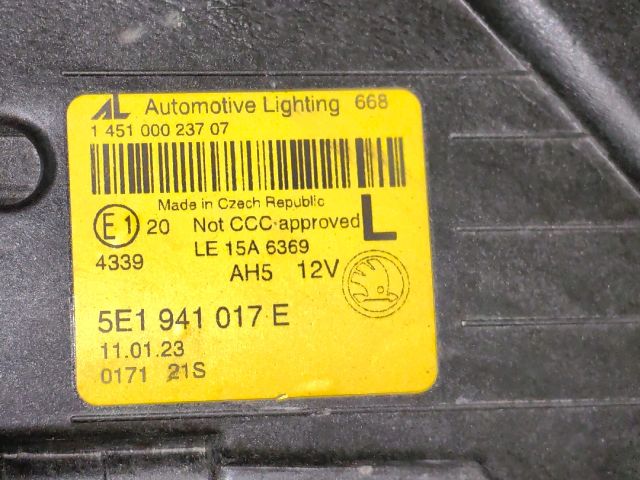 AL Automotive Lighting 668
1 451 000 237 07
Made in Czech Republic
E1 20 Not CCC approved L
4339 LE 15A 6369
AH5 12V
5E1 941 017 E
11.01.23
0171 21S